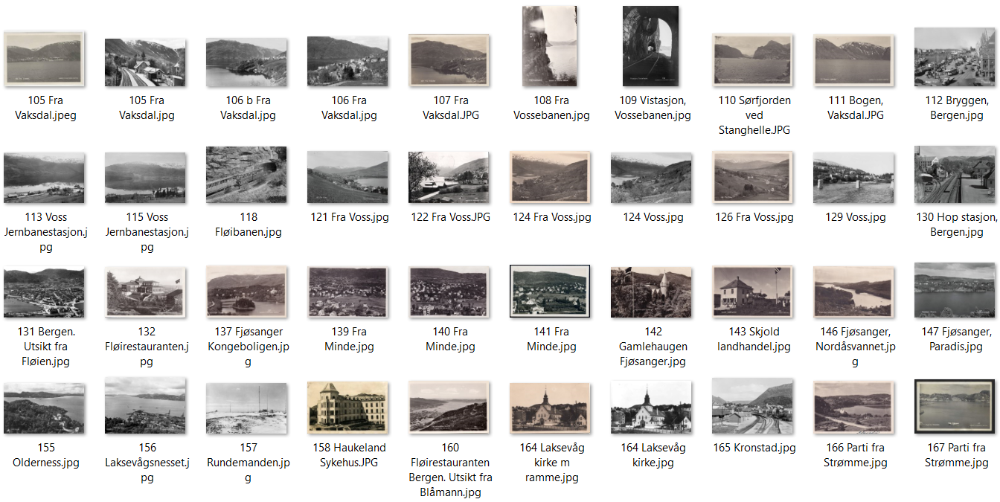 105 Fra
Vaksdal.jpeg
105 Fra
Vaksdal.jpg
106 b Fra
Vaksdal.jpg
106 Fra
Vaksdal.jpg
107 Fra
Vaksdal.JPG
108 Fra
Vossebanen.jpg
109 Vistasjon,
Vossebanen.jpg
110 Sørfjorden
ved
Stanghelle.JPG
111 Bogen,
Vaksdal.JPG
112 Bryggen,
Bergen.jpg
113 Voss
Jernbanestasjon.j
pg
115 Voss
Jernbanestasjon.j
pg
118
Fløibanen.jpg
121 Fra Voss.jpg
122 Fra Voss.JPG
124 Fra Voss.jpg
124 Voss.jpg
126 Fra Voss.jpg
129 Voss.jpg
130 Hop stasjon,
Bergen.jpg
131 Bergen.
Utsikt fra
Fløien.jpg
132
Fløirestauranten.j
pg
137 Fjøsanger
Kongeboligen.jp
g
139 Fra
Minde.jpg
140 Fra
Minde.jpg
141 Fra
Minde.jpg
142
Gamlehaugen
Fjøsanger.jpg
143 Skjold
landhandel.jpg
146 Fjøsanger,
Nordåsvannet.jp
g
147 Fjøsanger,
Paradis.jpg
155
Olderness.jpg
156
Laksevågsnesset.j
pg
157
Rundemanden.jp
g
158 Haukeland
Sykehus.JPG
160
Fløirestauranten
Bergen. Utsikt fra
Blåmann.jpg
164 Laksevåg
kirke m
ramme.jpg
164 Laksevåg
kirke.jpg
165 Kronstad.jpg
166 Parti fra
Strømme.jpg
167 Parti fra
Strømme.jpg